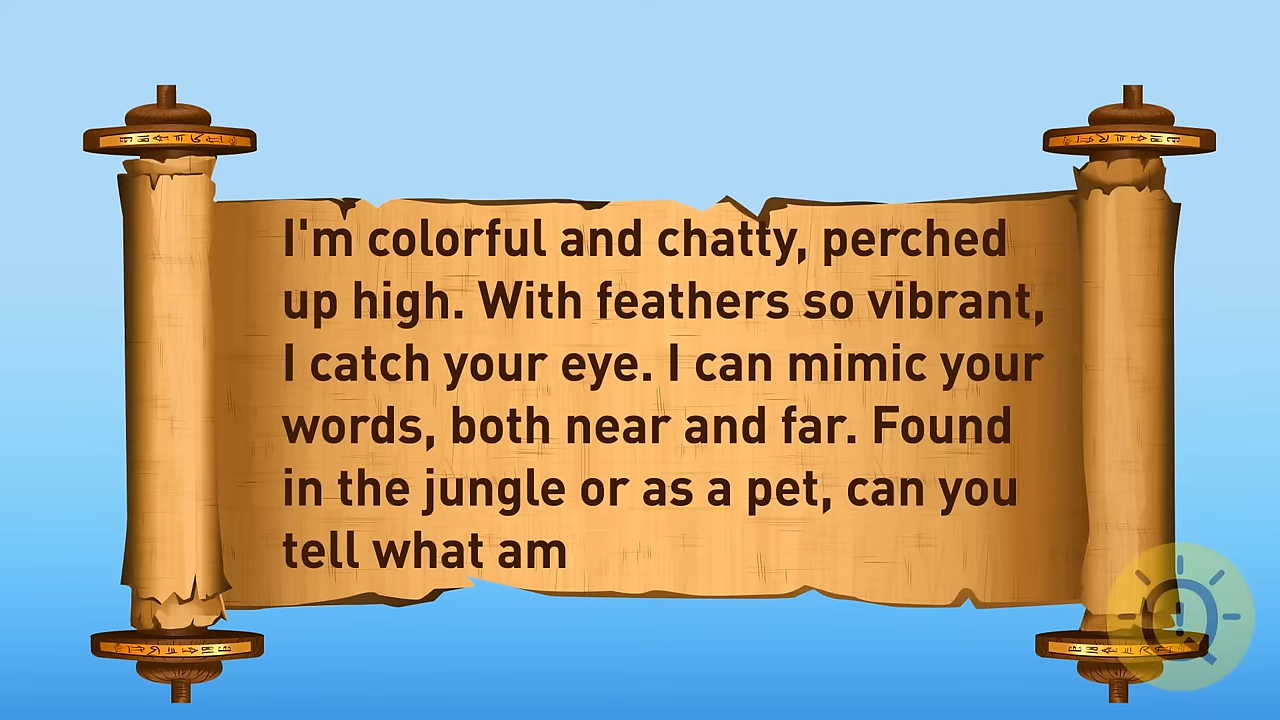 I'm colorful and chatty, perched
up high. With feathers so vibrant,
I catch your eye. I can mimic your
words, both near and far. Found
in the jungle or as a pet, can you
tell what am